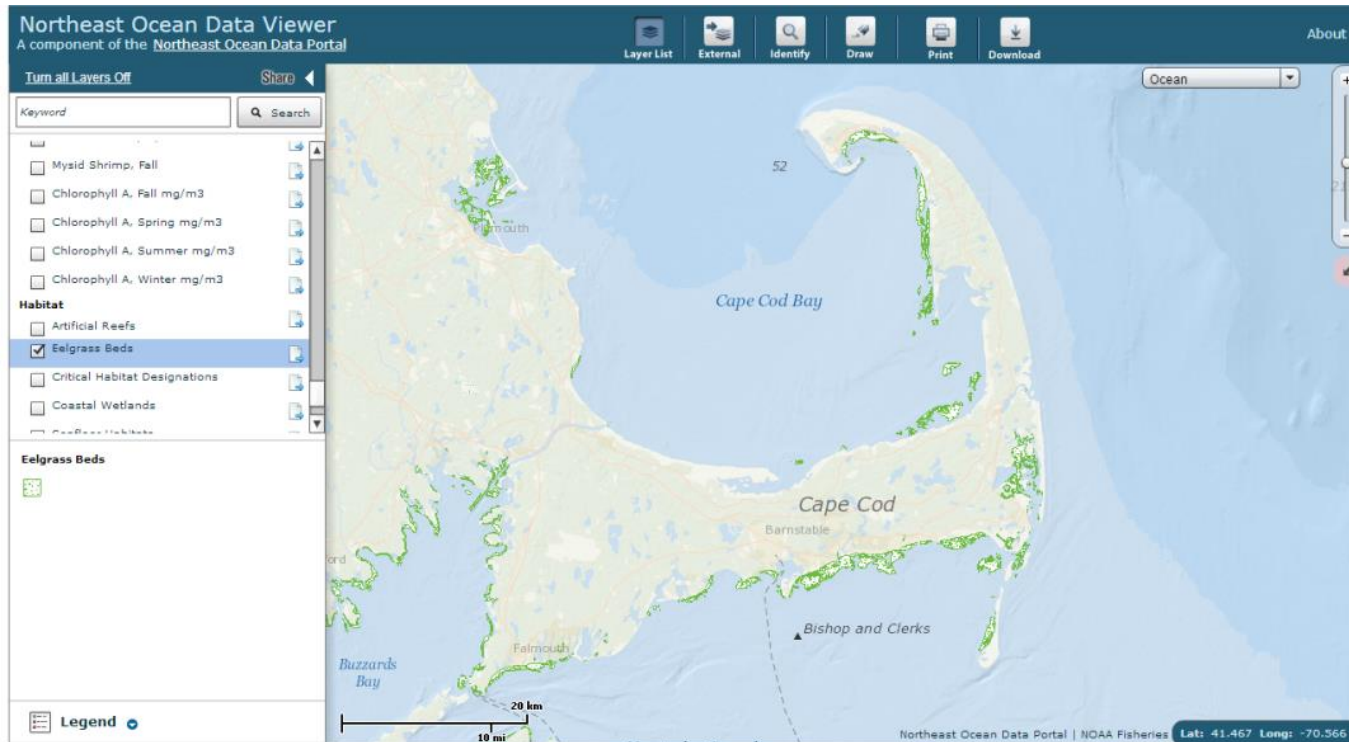 Northeast Ocean Data Viewer
A component of the Northeast Ocean Data Portal
Layer List
External
Identify
Draw
Print
Download
About
Turn all Layers Off
Share
Keyword
Search
Mysid Shrimp, Fall
Chlorophyll A, Fall mg/m3
Chlorophyll A, Spring mg/m3
Chlorophyll A, Summer mg/m3
Chlorophyll A, Winter mg/m3
Habitat
Artificial Reefs
Eelgrass Beds
Critical Habitat Designations
Coastal Wetlands
Eelgrass Beds
Legend
Ocean
52
Plymouth
Cape Cod Bay
Cape Cod
Barnstable
ord
Bishop and Clerks
Falmouth
Buzzards
Bay
20 km
10 mi
Northeast Ocean Data Portal | NOAA Fisheries
Lat: 41.467 Long: -70.566